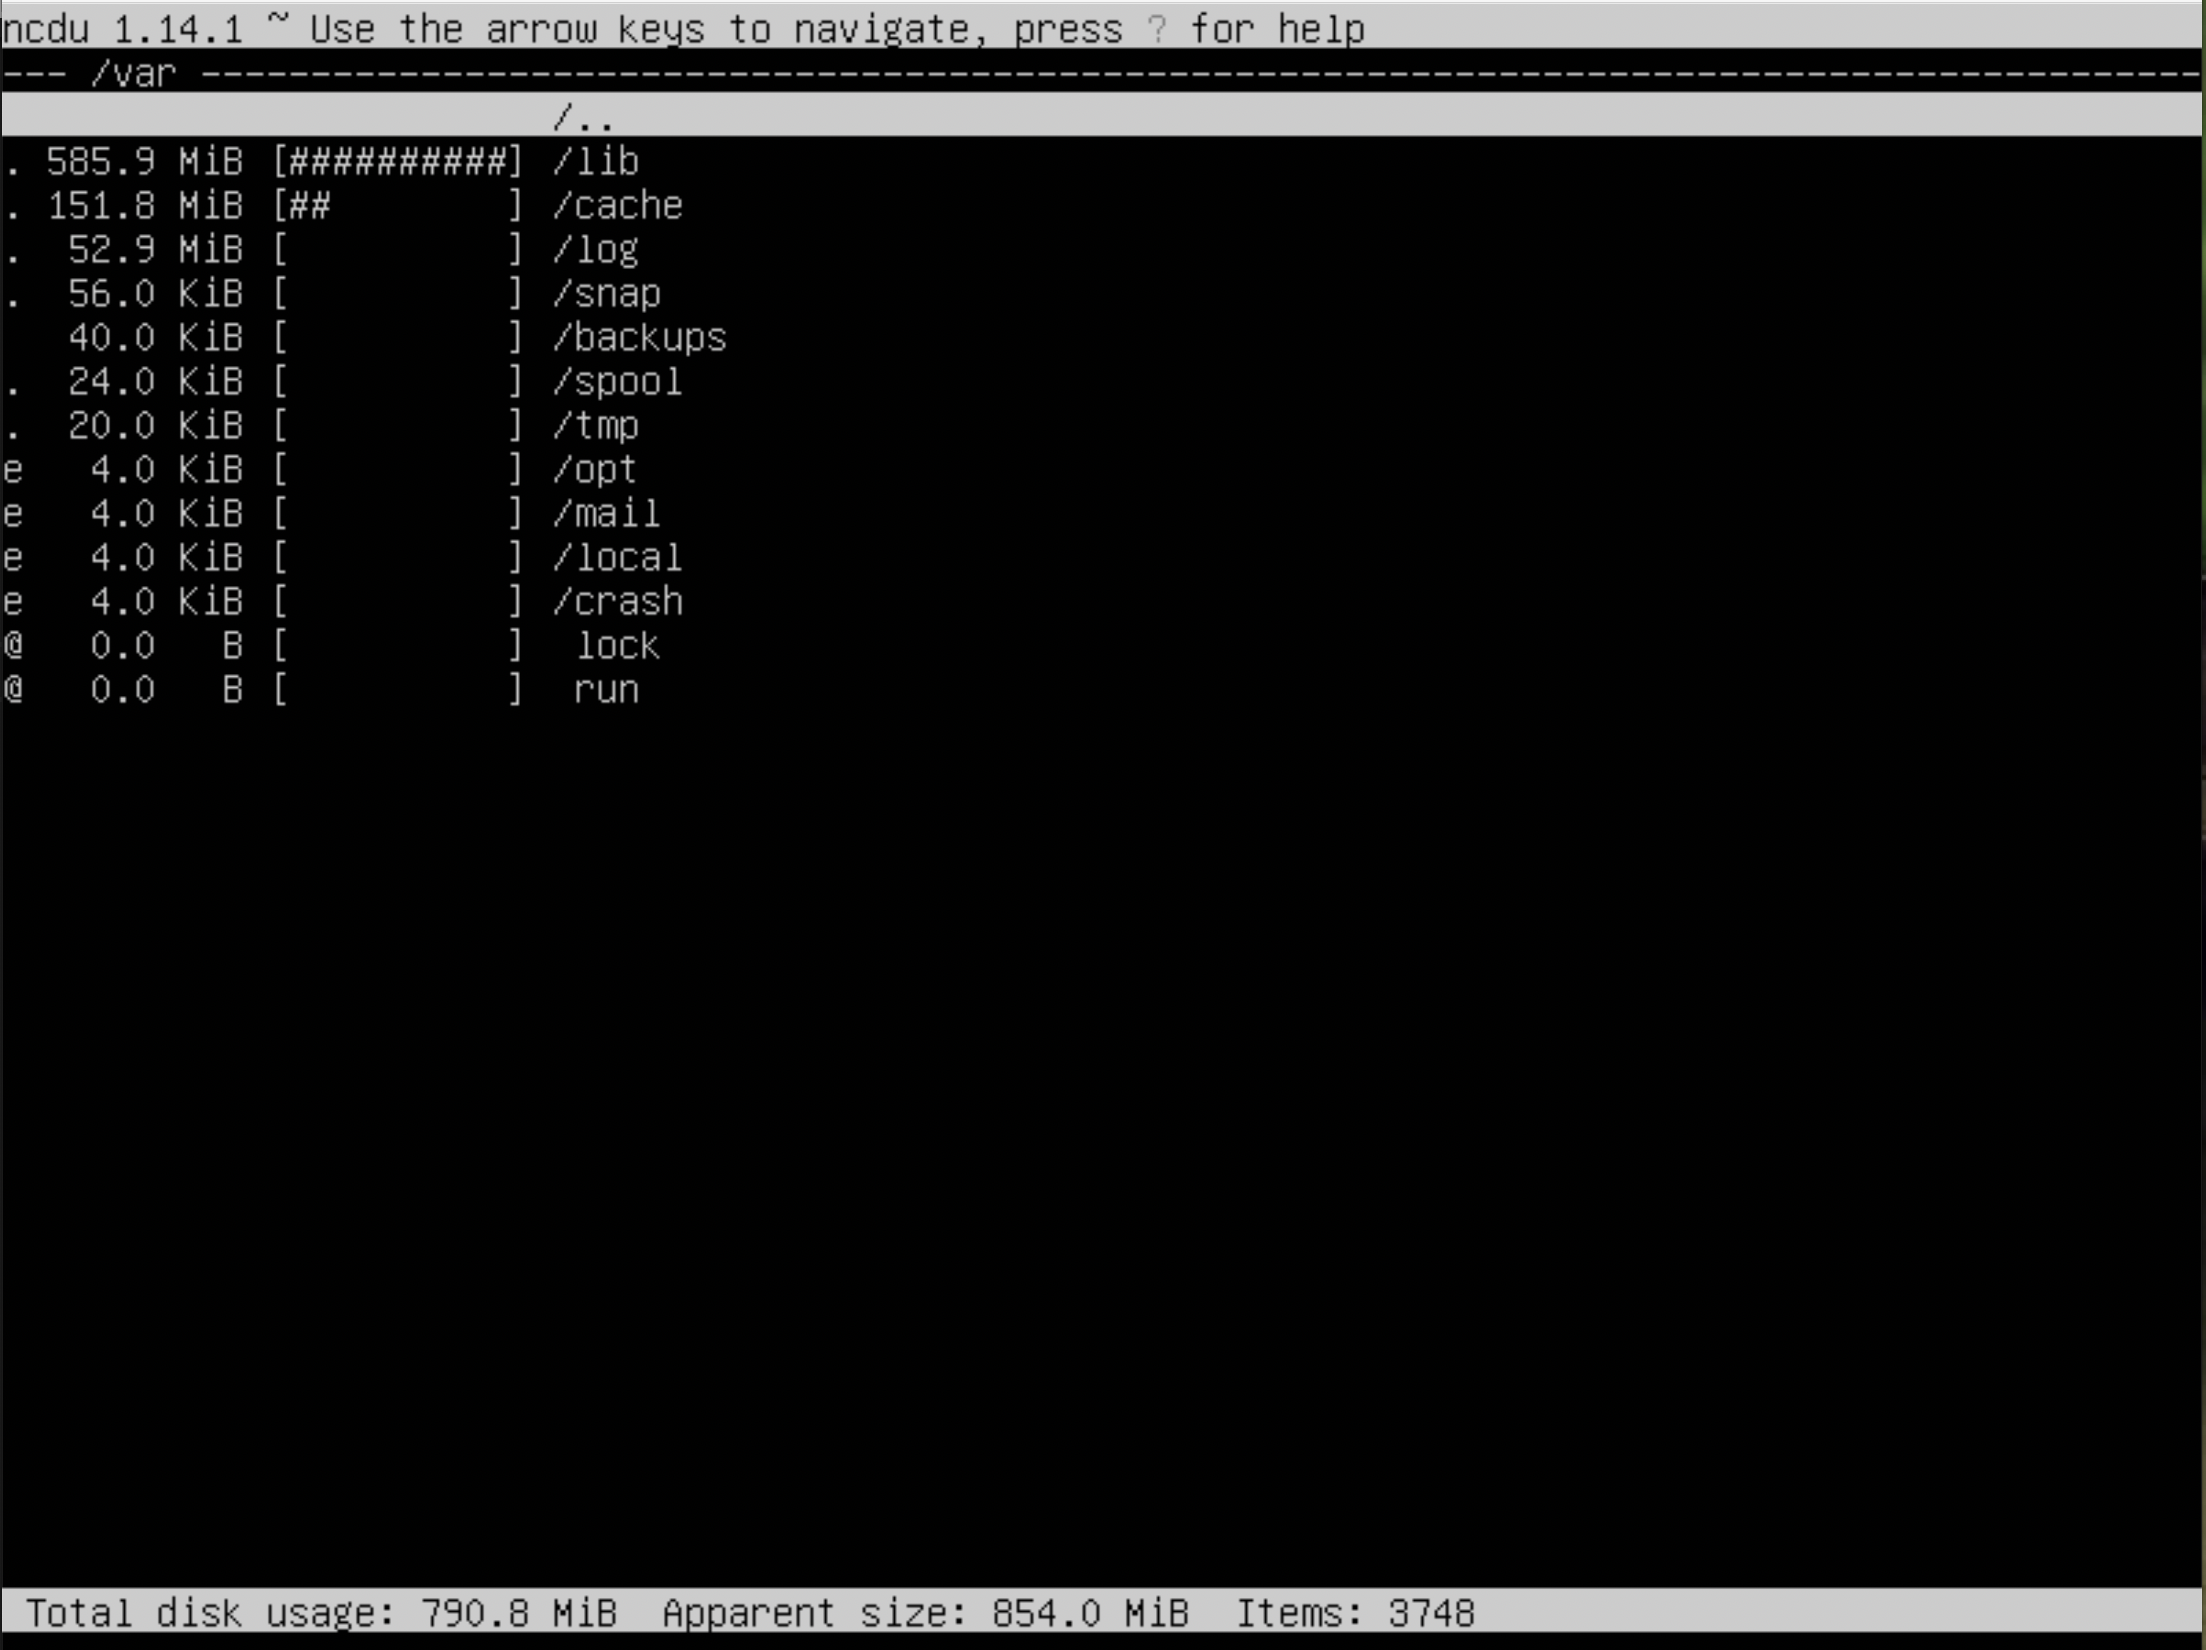 ncdu 1.14.1 ~ Use the arrow keys to navigate, press ? for help
--- /var -------------------------------------------------------------------------------------------
                         /..
. 585.9 MiB [##########] /lib
. 151.8 MiB [##        ] /cache
.  52.9 MiB [          ] /log
.  56.0 KiB [          ] /snap
   40.0 KiB [          ] /backups
.  24.0 KiB [          ] /spool
.  20.0 KiB [          ] /tmp
e   4.0 KiB [          ] /opt
e   4.0 KiB [          ] /mail
e   4.0 KiB [          ] /local
e   4.0 KiB [          ] /crash
@   0.0   B [          ]  lock
@   0.0   B [          ]  run
Total disk usage: 790.8 MiB  Apparent size: 854.0 MiB  Items: 3748